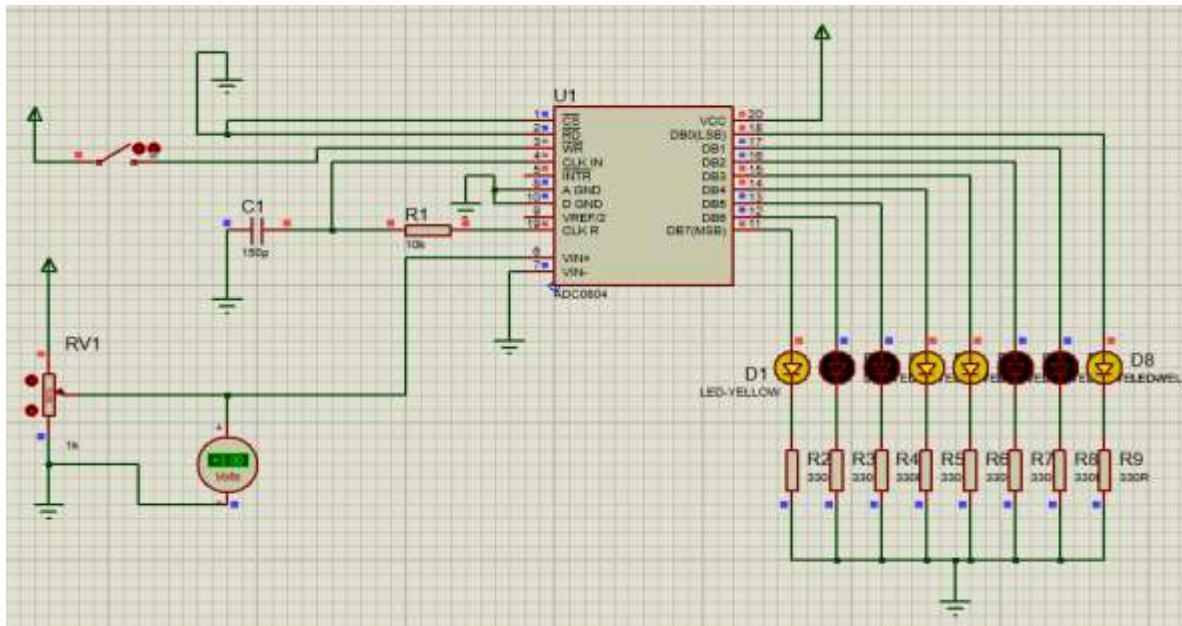 U1
1 CS VCC 20
2 RD DB0(LSB) 18
3 WR DB1 17
4 CLK IN DB2 16
5 INTR DB3 15
8 A GND DB4 14
10 D GND DB5 13
9 VREF/2 DB6 12
19 CLK R DB7(MSB) 11
6 VIN+
7 VIN-
ADC0804
C1
150p
R1
10k
RV1
1k
Volts
D1
LED-YELLOW
D8
R2
R3
R4
R5
R6
R7
R8
R9
330R